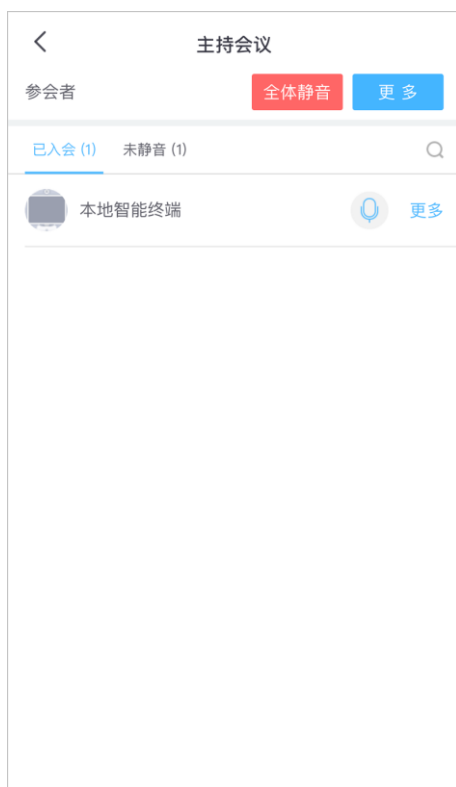 主持会议
参会者 全体静音 更多
已入会 (1) 未静音 (1)
本地智能终端 更多